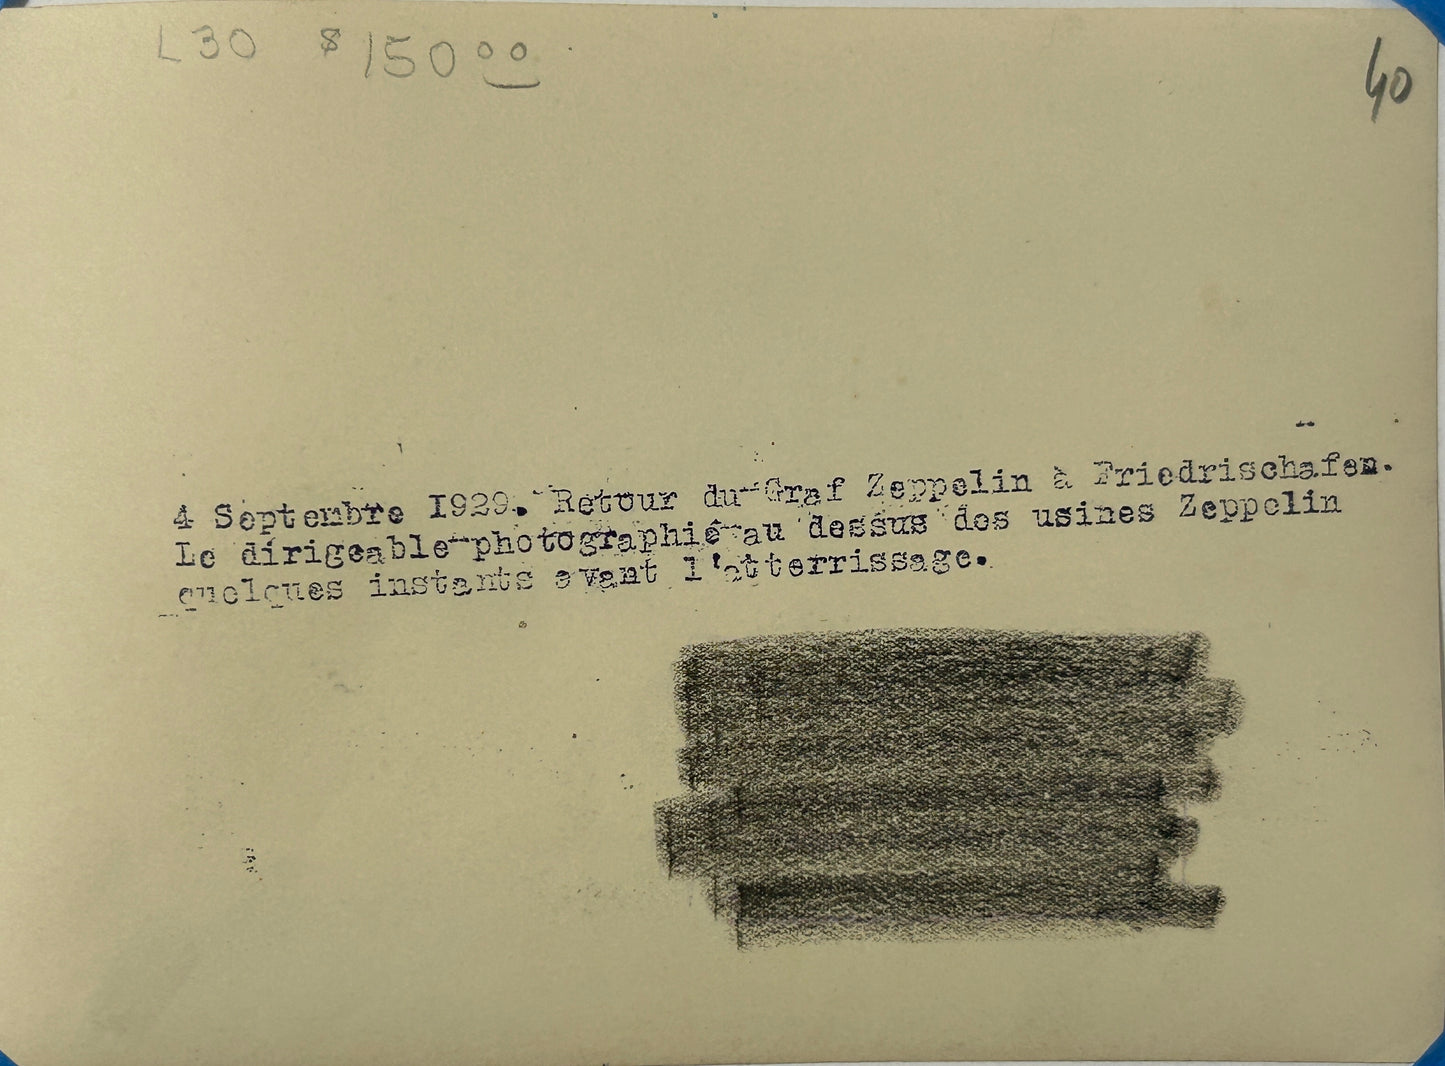 L30 $150 00
40
4 Septembre 1929. Retour du Graf Zeppelin à Friedrischafen.
Le dirigeable photographié au dessus des usines Zeppelin
quelques instants avant l'atterrissage.